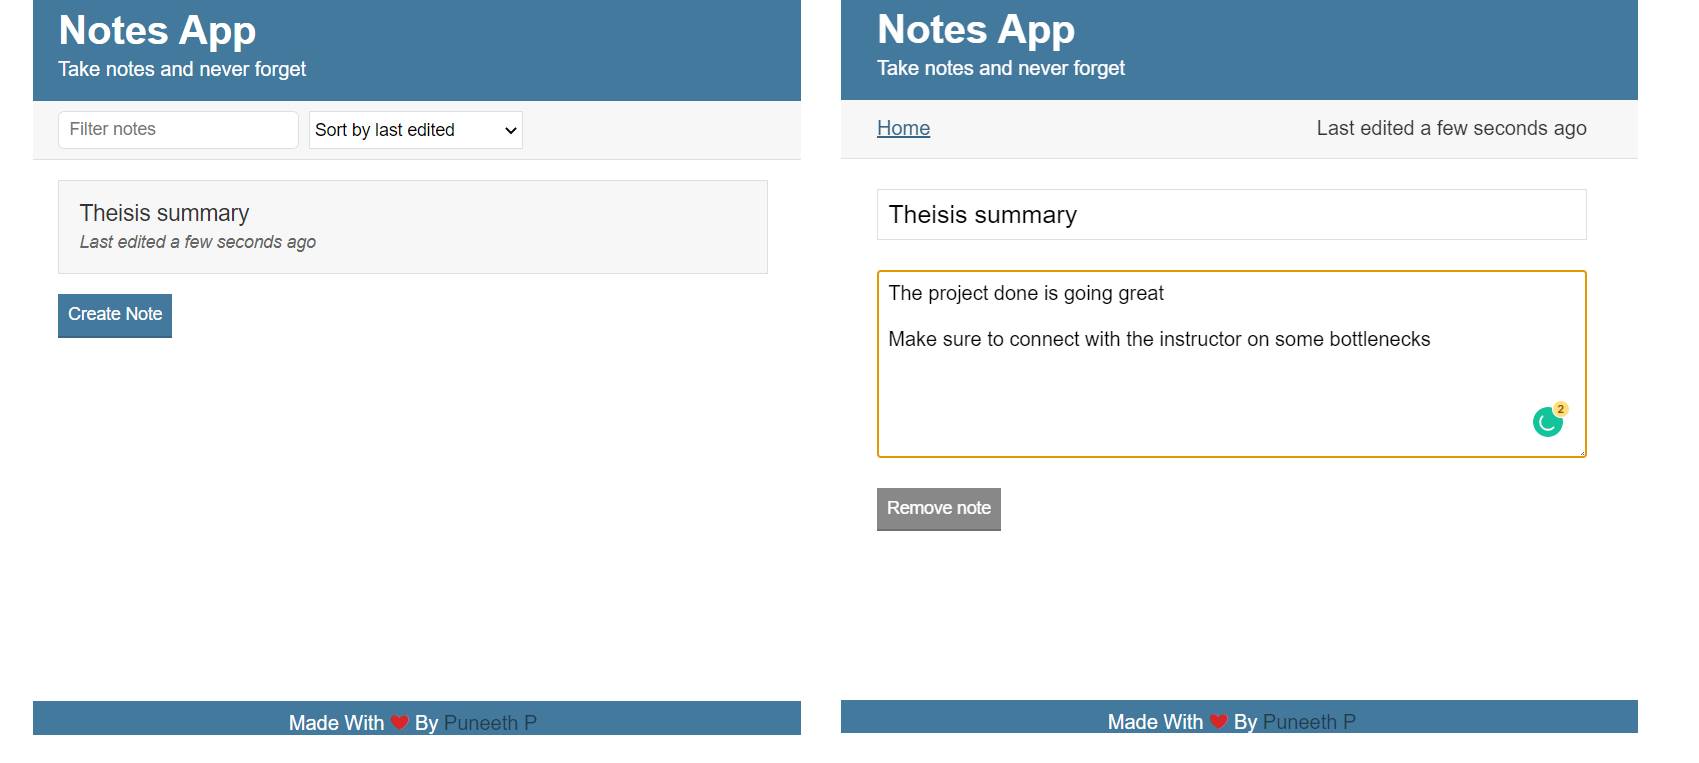 Notes App
Take notes and never forget
Filter notes
Sort by last edited
Theisis summary
Last edited a few seconds ago
Create Note
Made With ❤ By Puneeth P
Notes App
Take notes and never forget
Home
Last edited a few seconds ago
Theisis summary
The project done is going great
Make sure to connect with the instructor on some bottlenecks
2
Remove note
Made With ❤ By Puneeth P